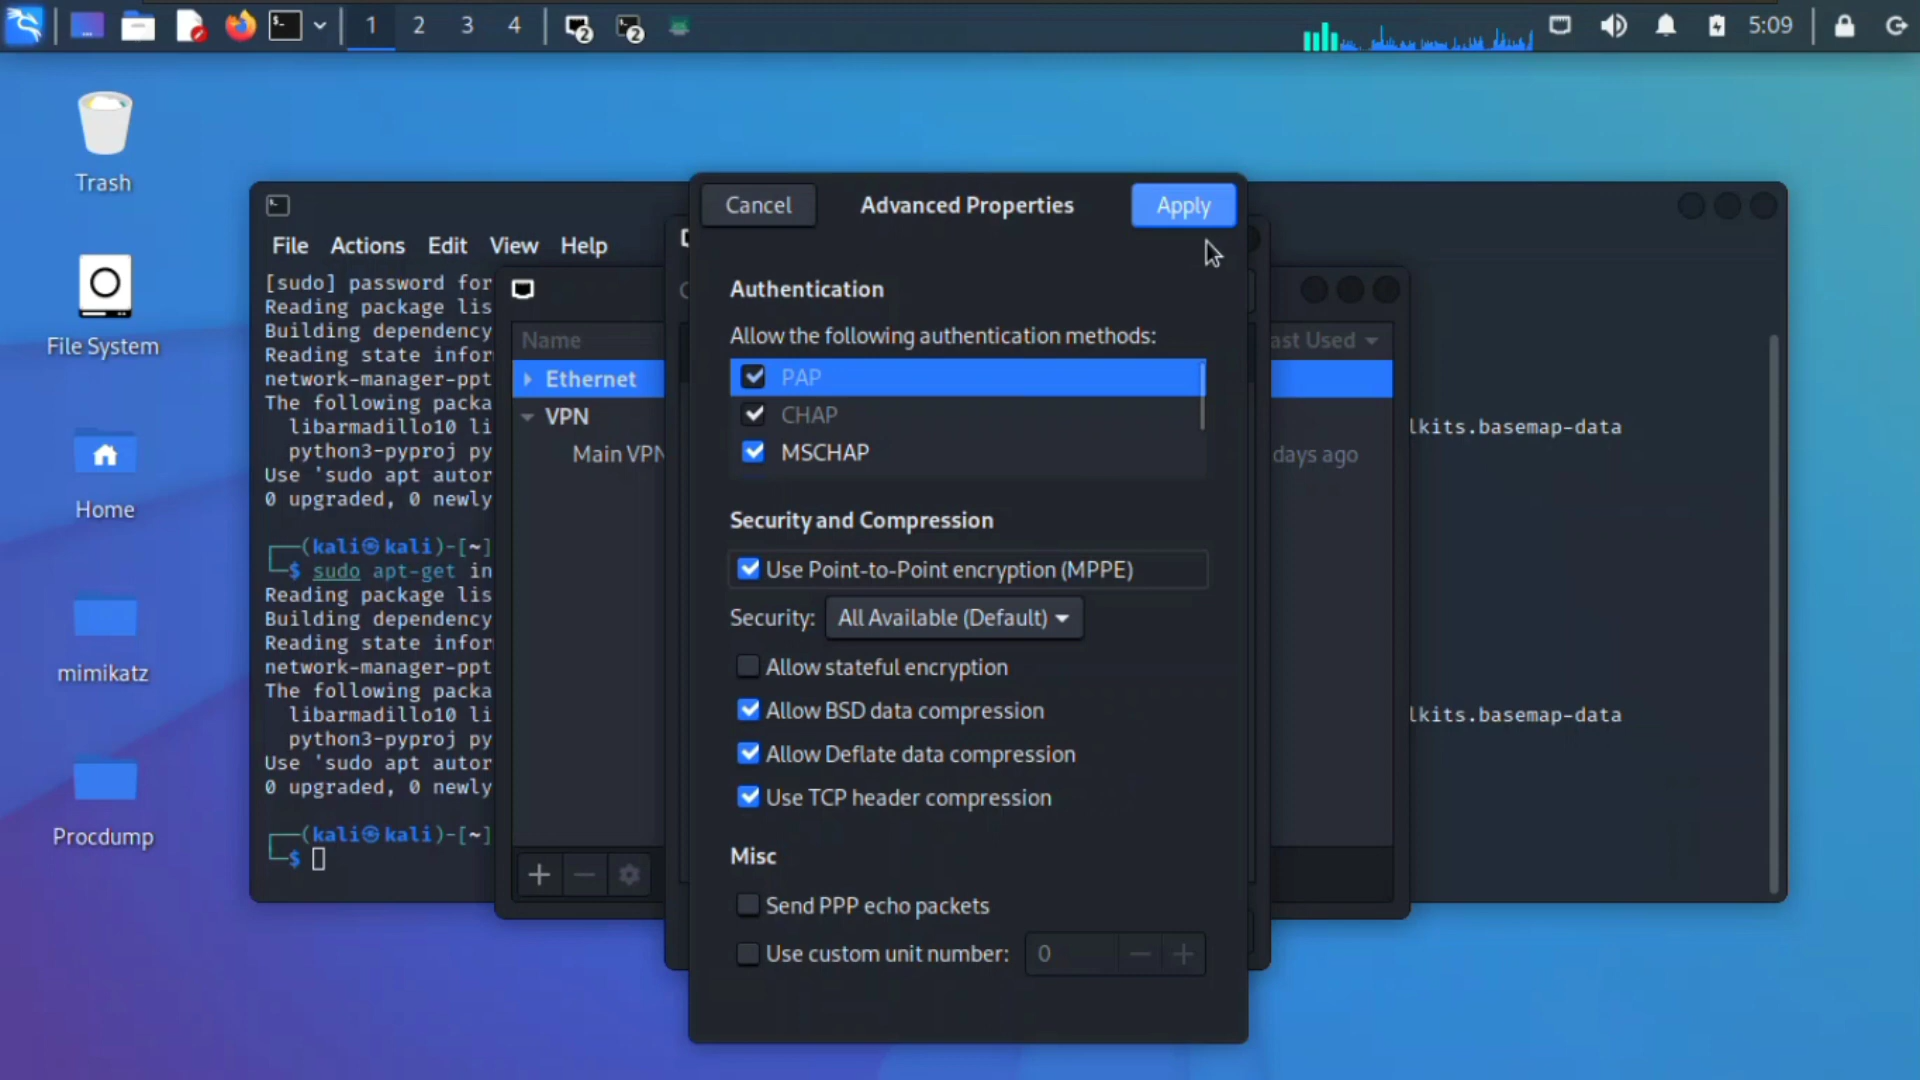 1 2 3 4
2 2
5:09
Trash
File System
Home
mimikatz
Procdump
File Actions Edit View Help
[sudo] password for
Reading package lis
Building dependency
Reading state infor
network-manager-ppt
The following packa
libarmadillo10 li
python3-pyproj py
Use 'sudo apt autor
0 upgraded, 0 newly
(kali㉿kali)-[~]
$ sudo apt-get in
Reading package lis
Building dependency
Reading state infor
network-manager-ppt
The following packa
libarmadillo10 li
python3-pyproj py
Use 'sudo apt autor
0 upgraded, 0 newly
(kali㉿kali)-[~]
$
lkits.basemap-data
lkits.basemap-data
Name
ast Used
Ethernet
VPN
Main VPN
days ago
Cancel Advanced Properties Apply
Authentication
Allow the following authentication methods:
PAP
CHAP
MSCHAP
Security and Compression
Use Point-to-Point encryption (MPPE)
Security: All Available (Default)
Allow stateful encryption
Allow BSD data compression
Allow Deflate data compression
Use TCP header compression
Misc
Send PPP echo packets
Use custom unit number: 0